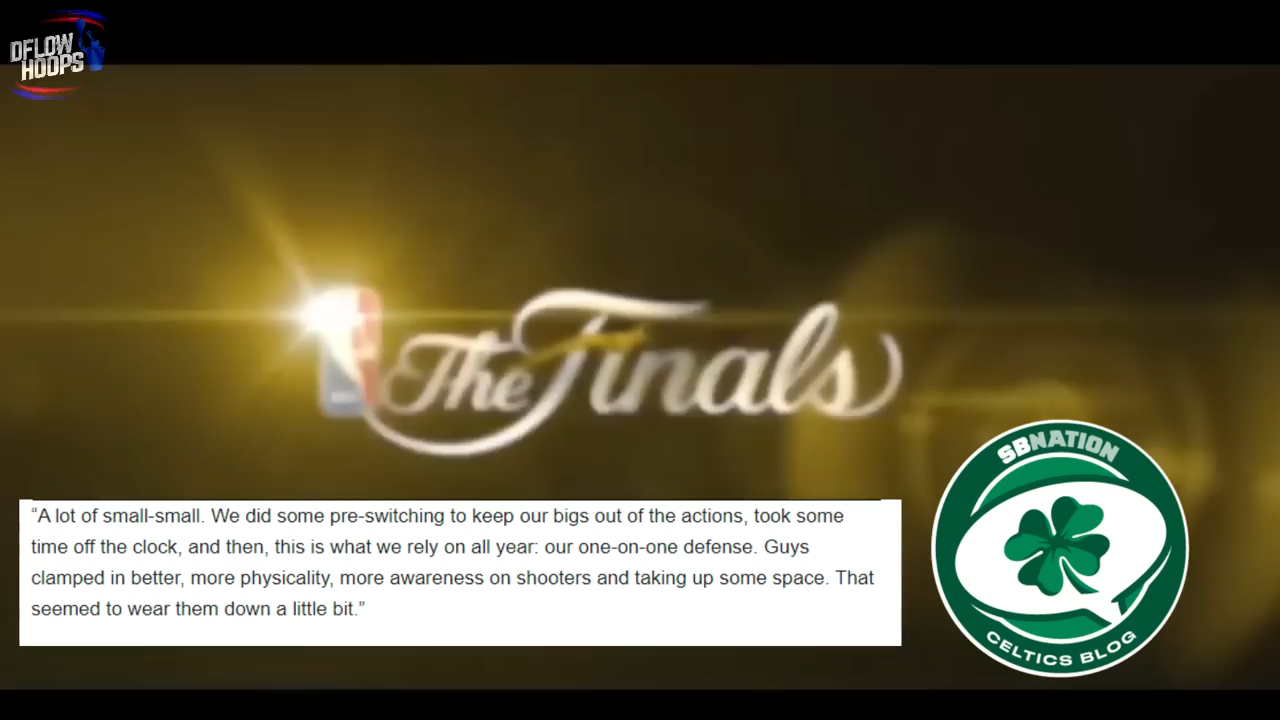 DFLOW
HOOPS
The Finals
SBNATION
“A lot of small-small. We did some pre-switching to keep our bigs out of the actions, took some
time off the clock, and then, this is what we rely on all year: our one-on-one defense. Guys
clamped in better, more physicality, more awareness on shooters and taking up some space. That
seemed to wear them down a little bit.”
CELTICS BLOG